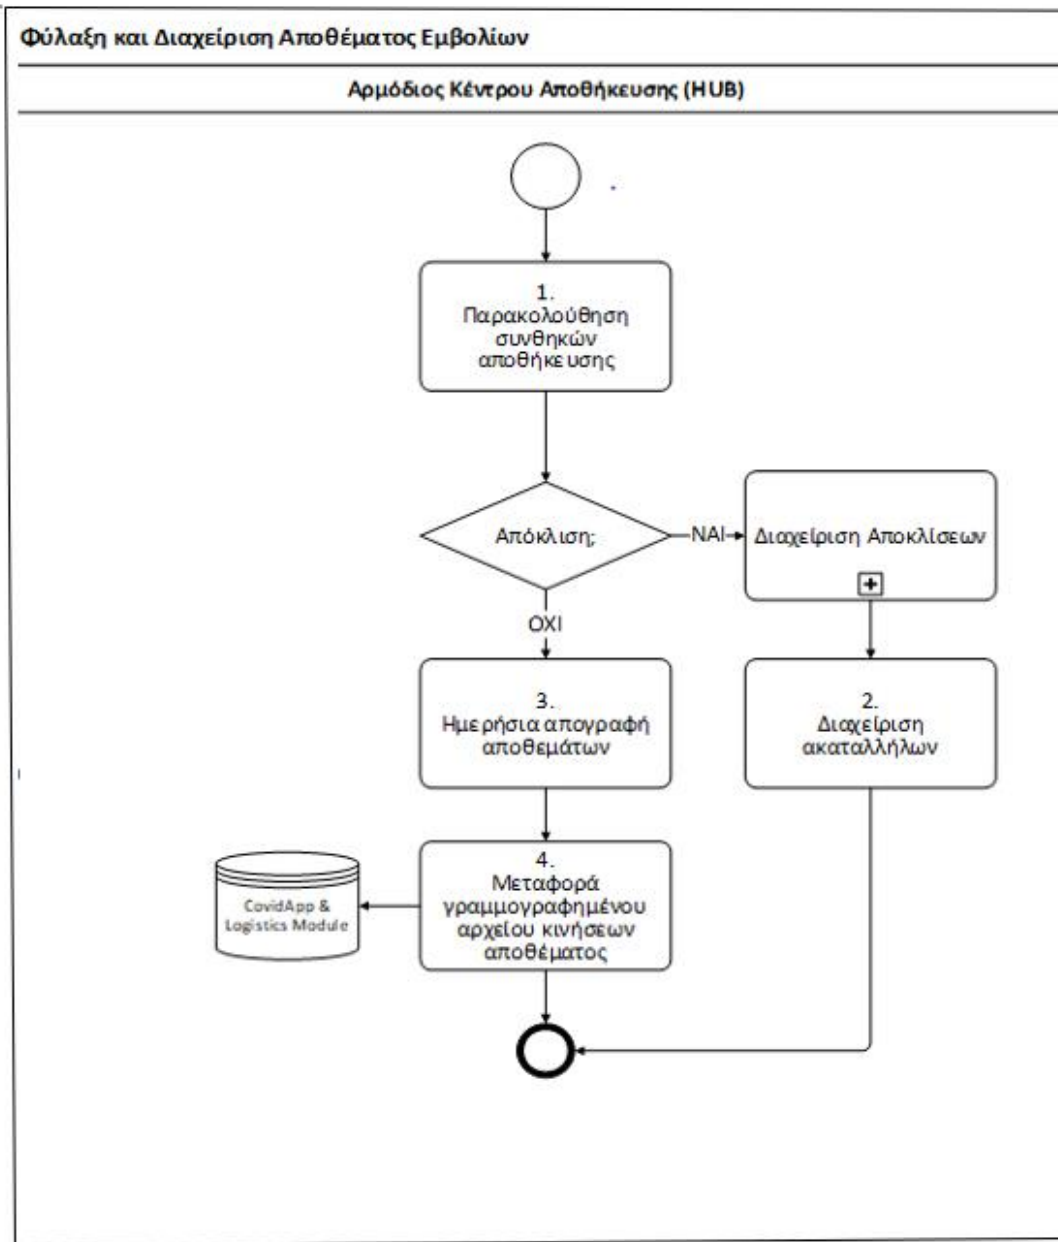 Φύλαξη και Διαχείριση Αποθέματος Εμβολίων
Αρμόδιος Κέντρου Αποθήκευσης (HUB)
1.
Παρακολούθηση
συνθηκών
αποθήκευσης
Απόκλιση;
ΝΑΙ
Διαχείριση Αποκλίσεων
ΟΧΙ
3.
Ημερήσια απογραφή
αποθεμάτων
2.
Διαχείριση
ακαταλλήλων
4.
Μεταφορά
γραμμογραφημένου
αρχείου κινήσεων
αποθέματος
CovidApp &
Logistics Module